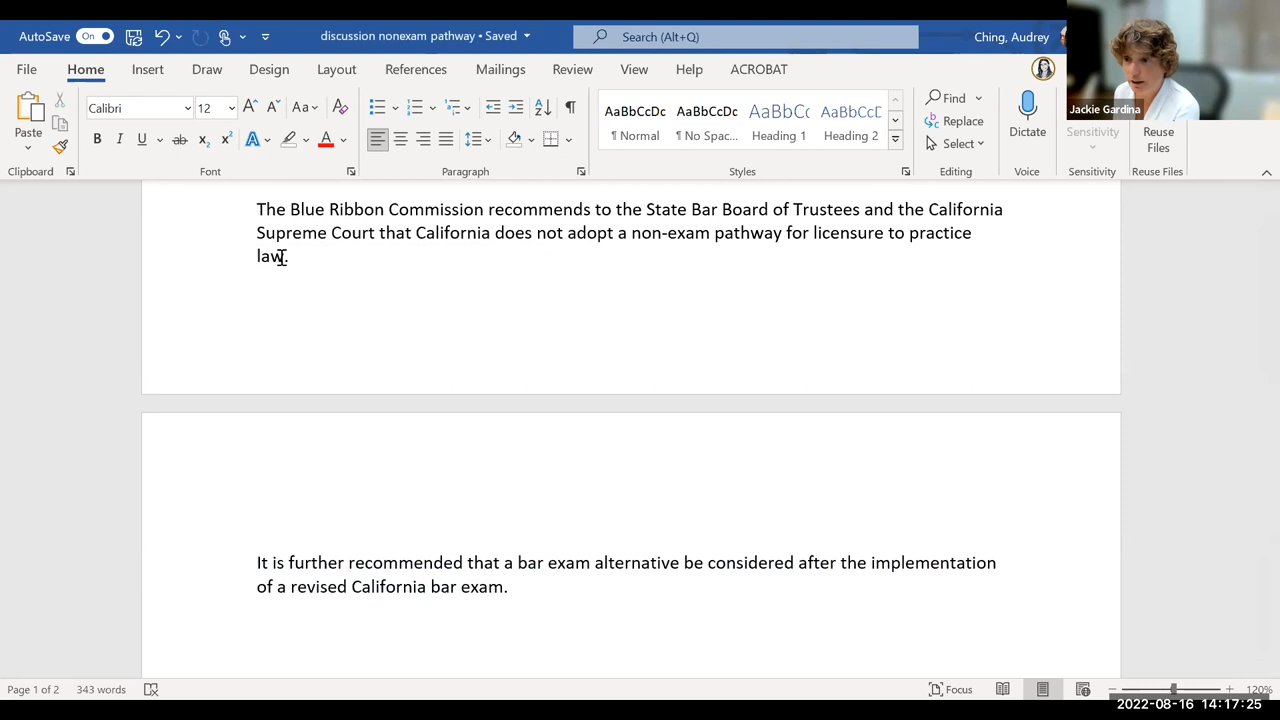 AutoSave On discussion nonexam pathway • Saved Search (Alt+Q) Ching, Audrey
File Home Insert Draw Design Layout References Mailings Review View Help ACROBAT
Jackie Gardina
Paste Calibri 12 Aa AaBbCcDc AaBbCcDc AaBbCc AaBbCcD Find Replace Select Dictate Sensitivity Reuse Files
B I U ab x₂ x² A A ¶ Normal ¶ No Spac... Heading 1 Heading 2
Clipboard Font Paragraph Styles Editing Voice Sensitivity Reuse Files
The Blue Ribbon Commission recommends to the State Bar Board of Trustees and the California
Supreme Court that California does not adopt a non-exam pathway for licensure to practice
law.
It is further recommended that a bar exam alternative be considered after the implementation
of a revised California bar exam.
Page 1 of 2 343 words Focus 120%
2022-08-16 14:17:25